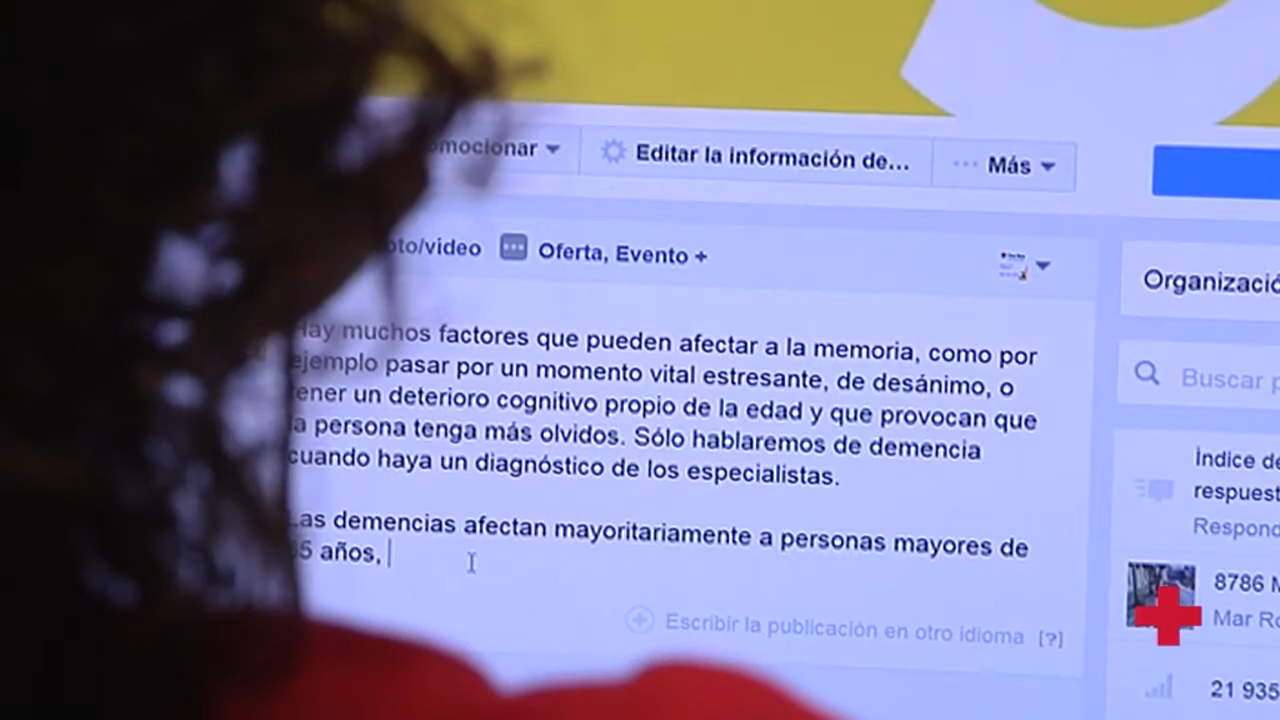 omocionar
Editar la información de...
Más
oto/video
Oferta, Evento +
Organizació
Hay muchos factores que pueden afectar a la memoria, como por
ejemplo pasar por un momento vital estresante, de desánimo, o
tener un deterioro cognitivo propio de la edad y que provocan que
la persona tenga más olvidos. Sólo hablaremos de demencia
cuando haya un diagnóstico de los especialistas.
Buscar p
Las demencias afectan mayoritariamente a personas mayores de
5 años,
Índice de
respuest
Respond
8786 M
Mar Ro
Escribir la publicación en otro idioma [?]
21 935